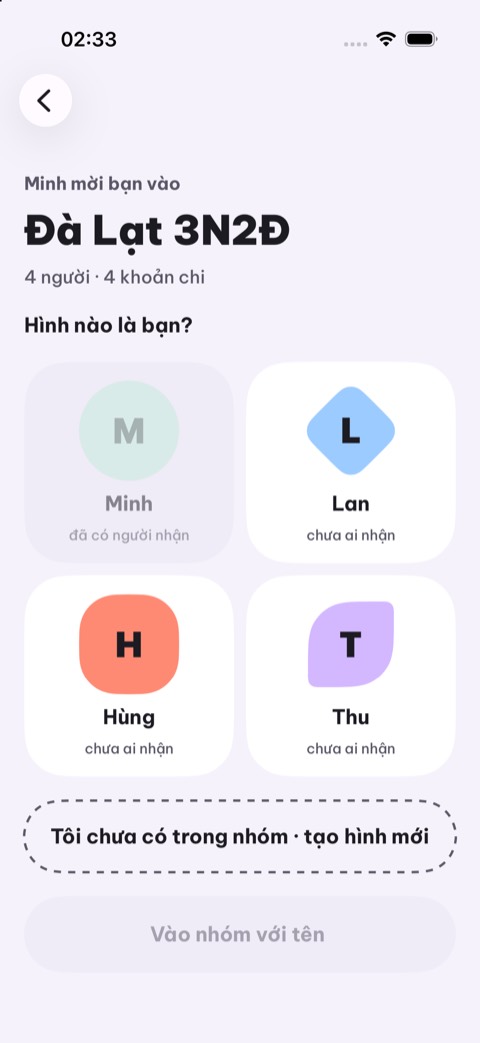 02:33
Minh mời bạn vào
Đà Lạt 3N2Đ
4 người · 4 khoản chi
Hình nào là bạn?
M
Minh
đã có người nhận
L
Lan
chưa ai nhận
H
Hùng
chưa ai nhận
T
Thu
chưa ai nhận
Tôi chưa có trong nhóm · tạo hình mới
Vào nhóm với tên